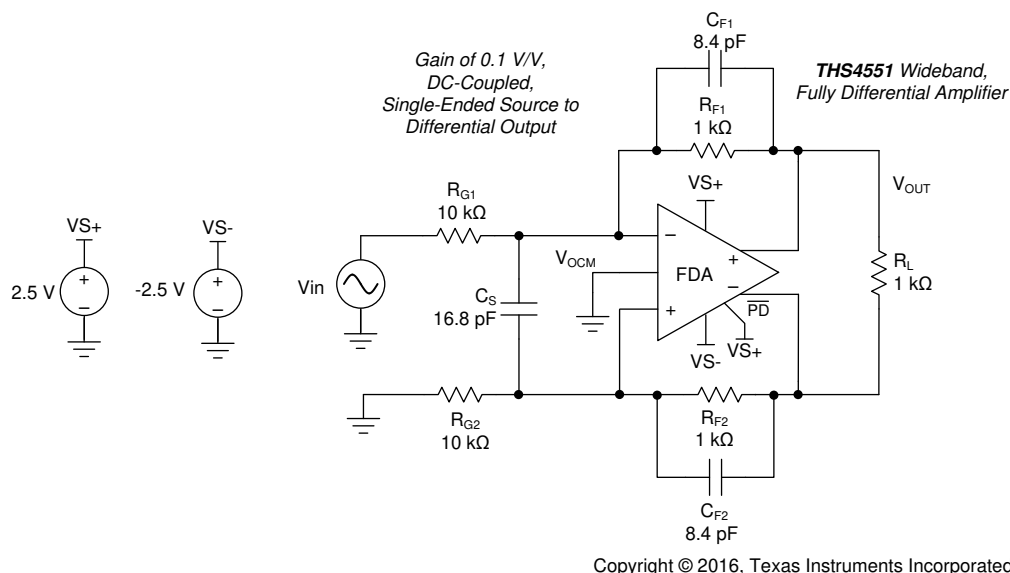 Gain of 0.1 V/V,
DC-Coupled,
Single-Ended Source to
Differential Output
CF1
8.4 pF
THS4551 Wideband,
Fully Differential Amplifier
RF1
1 kΩ
VS+
RG1
10 kΩ
VOUT
VS+
VS-
VOCM
−
+
FDA
+
−
RL
1 kΩ
+
−
2.5 V
+
−
-2.5 V
Vin
CS
16.8 pF
PD
VS-
VS+
RG2
10 kΩ
RF2
1 kΩ
CF2
8.4 pF
Copyright © 2016, Texas Instruments Incorporated